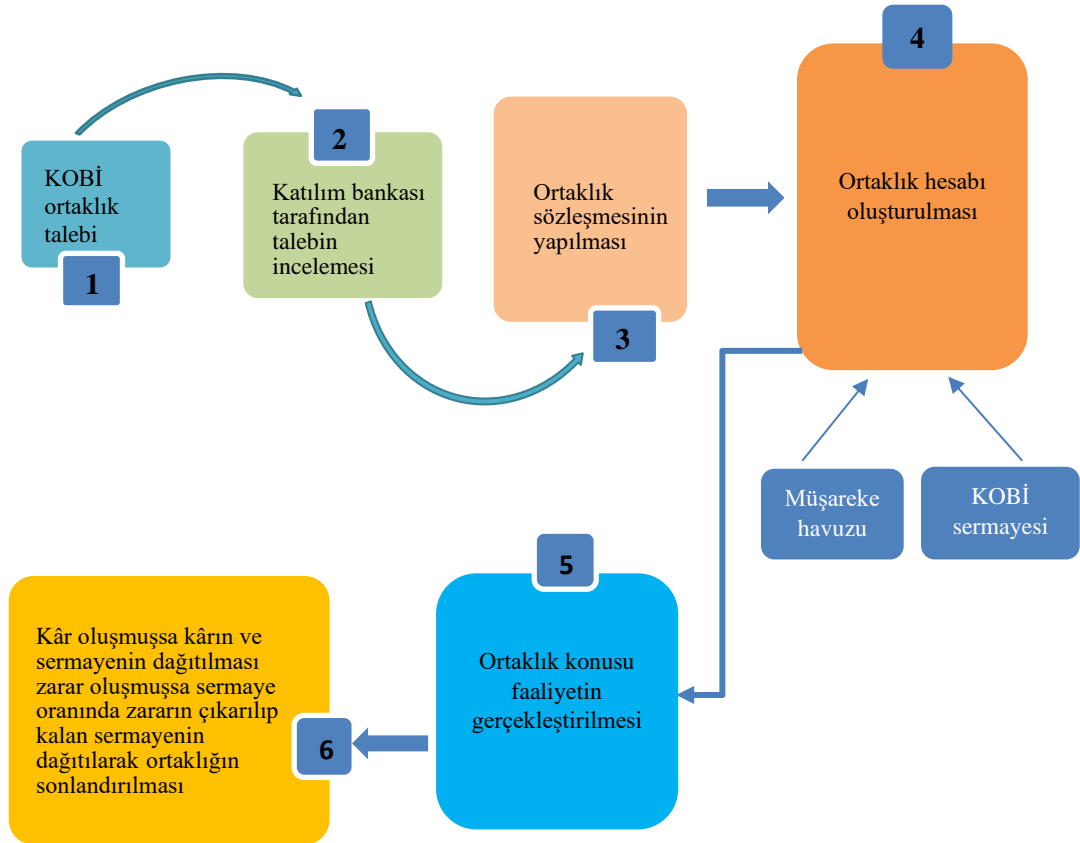 KOBİ
ortaklık
talebi
1
2
Katılım bankası
tarafından
talebin
incelemesi
Ortaklık
sözleşmesinin
yapılması
3
4
Ortaklık hesabı
oluşturulması
Müşareke
havuzu
KOBİ
sermayesi
5
Ortaklık konusu
faaliyetin
gerçekleştirilmesi
Kâr oluşmuşsa kârın ve
sermayenin dağıtılması
zarar oluşmuşsa sermaye
oranında zararın çıkarılıp
kalan sermayenin
dağıtılarak ortaklığın
sonlandırılması
6